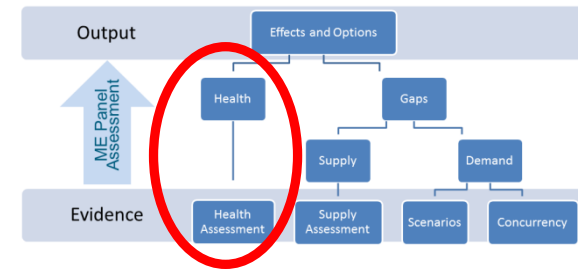 Output
Effects and Options
ME Panel
Assessment
Health
Gaps
Supply
Demand
Evidence
Health
Assessment
Supply
Assessment
Scenarios
Concurrency